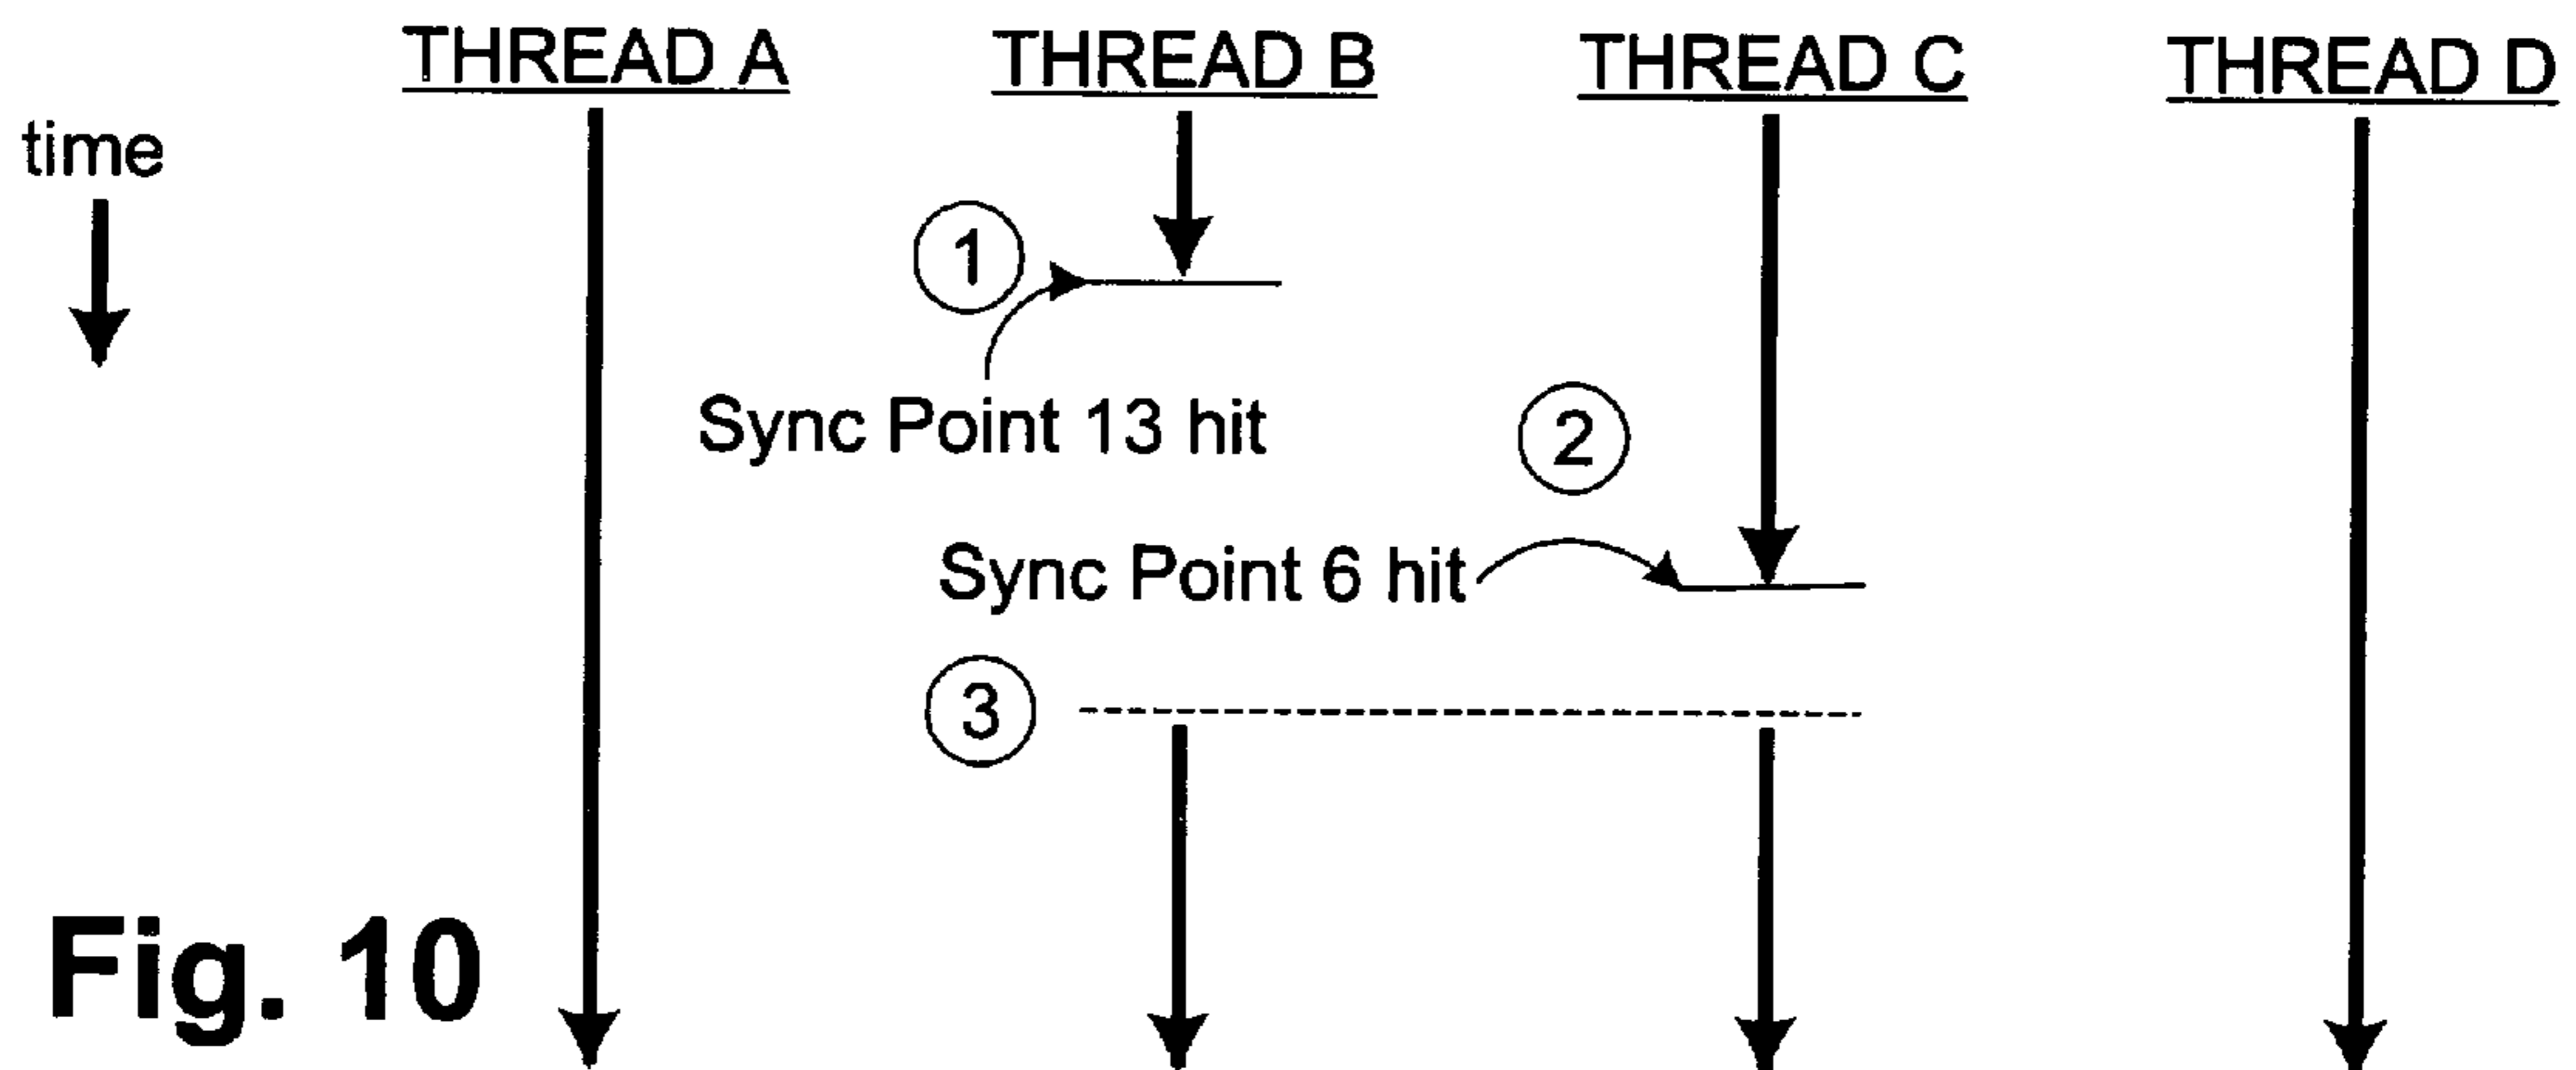 THREAD A THREAD B THREAD C THREAD D
time
1
Sync Point 13 hit
2
Sync Point 6 hit
3
Fig. 10